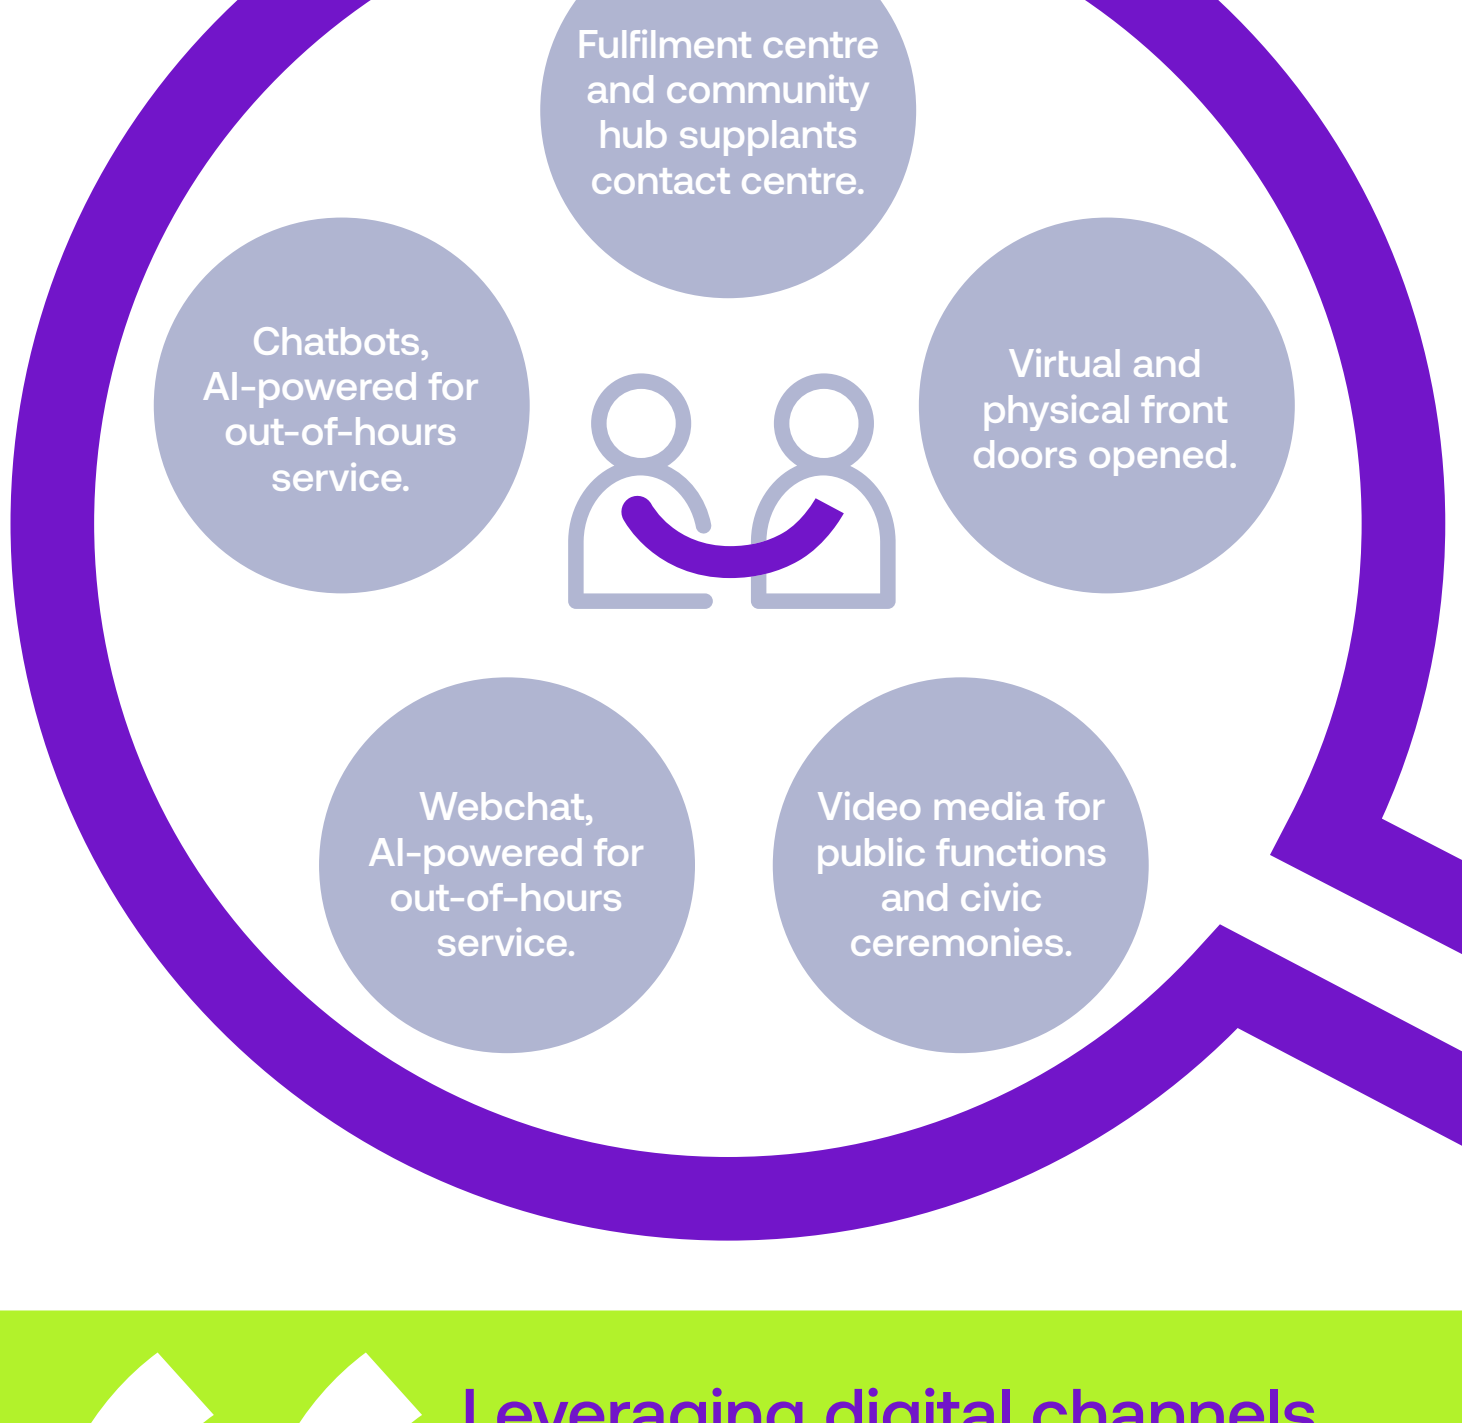 Fulfilment centre
and community
hub supplants
contact centre.
Chatbots,
AI-powered for
out-of-hours
service.
Virtual and
physical front
doors opened.
Webchat,
AI-powered for
out-of-hours
service.
Video media for
public functions
and civic
ceremonies.
Leveraging digital channels